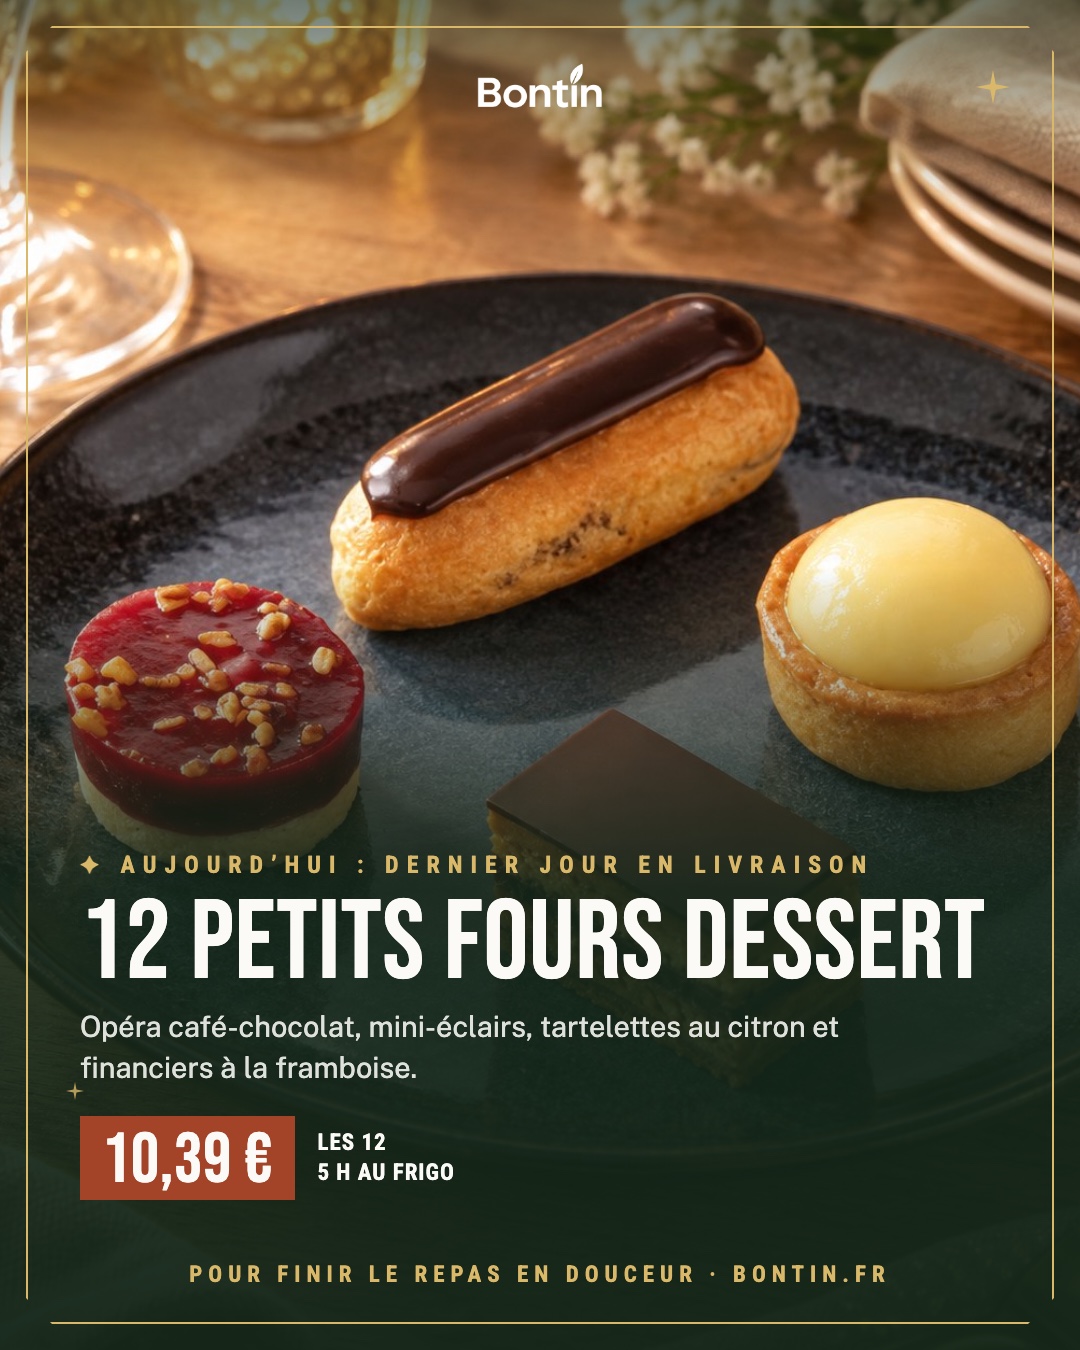 Bontin
AUJOURD'HUI : DERNIER JOUR EN LIVRAISON
12 PETITS FOURS DESSERT
Opéra café-chocolat, mini-éclairs, tartelettes au citron et
financiers à la framboise.
10,39 €
LES 12
5 H AU FRIGO
POUR FINIR LE REPAS EN DOUCEUR · BONTIN.FR